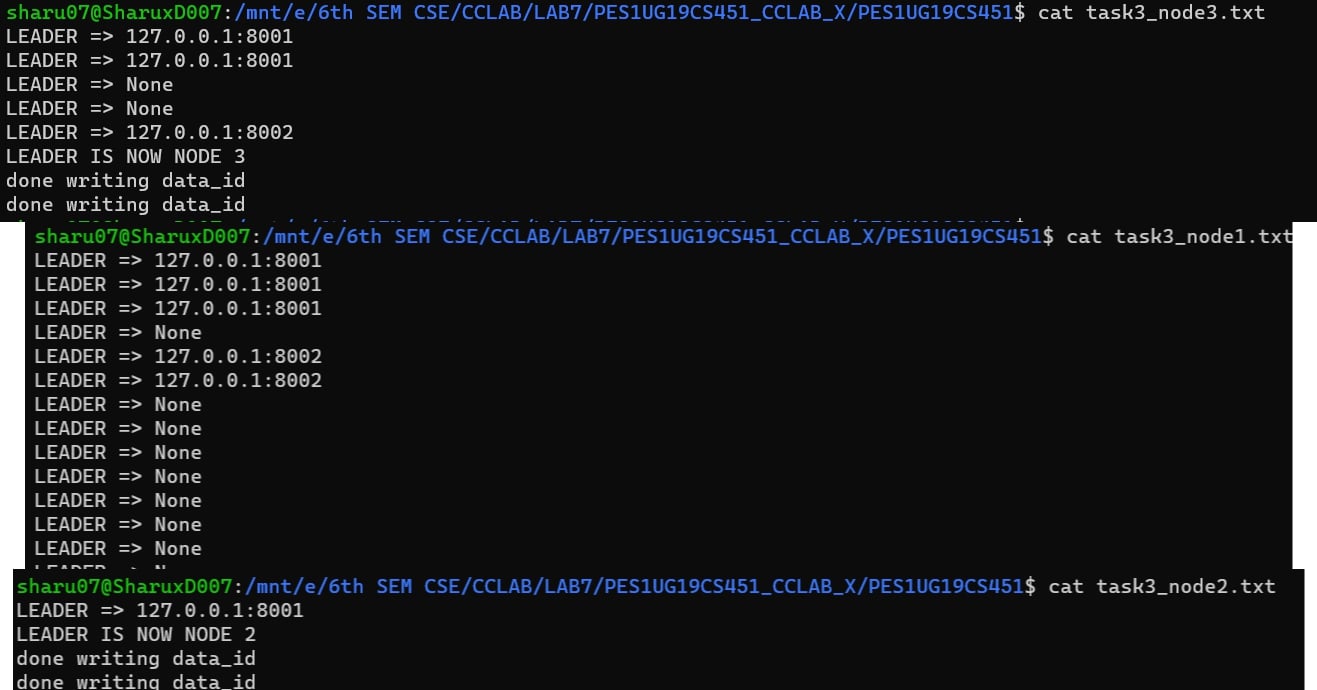 sharu07@SharuxD007:/mnt/e/6th SEM CSE/CCLAB/LAB7/PES1UG19CS451_CCLAB_X/PES1UG19CS451$ cat task3_node3.txt
LEADER => 127.0.0.1:8001
LEADER => 127.0.0.1:8001
LEADER => None
LEADER => None
LEADER => 127.0.0.1:8002
LEADER IS NOW NODE 3
done writing data_id
done writing data_id
sharu07@SharuxD007:/mnt/e/6th SEM CSE/CCLAB/LAB7/PES1UG19CS451_CCLAB_X/PES1UG19CS451$ cat task3_node1.txt
LEADER => 127.0.0.1:8001
LEADER => 127.0.0.1:8001
LEADER => 127.0.0.1:8001
LEADER => None
LEADER => 127.0.0.1:8002
LEADER => 127.0.0.1:8002
LEADER => None
LEADER => None
LEADER => None
LEADER => None
LEADER => None
LEADER => None
LEADER => None
sharu07@SharuxD007:/mnt/e/6th SEM CSE/CCLAB/LAB7/PES1UG19CS451_CCLAB_X/PES1UG19CS451$ cat task3_node2.txt
LEADER => 127.0.0.1:8001
LEADER IS NOW NODE 2
done writing data_id
done writing data_id